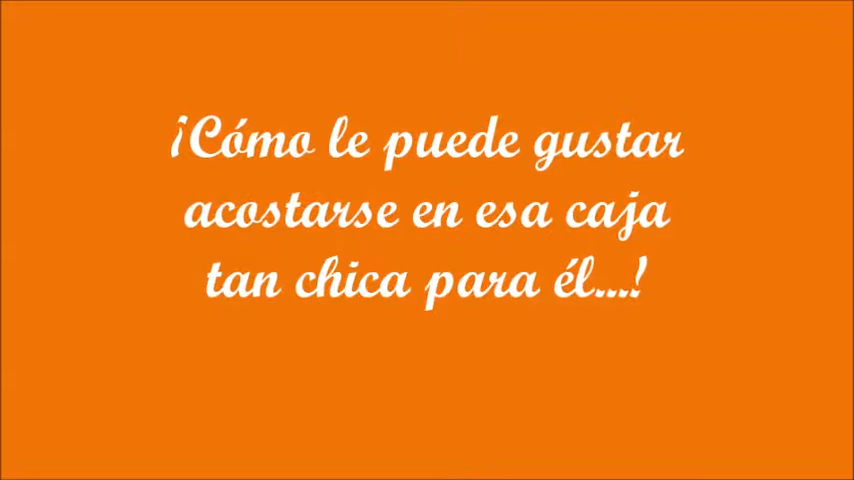 ¡Cómo le puede gustar
acostarse en esa caja
tan chica para él...!